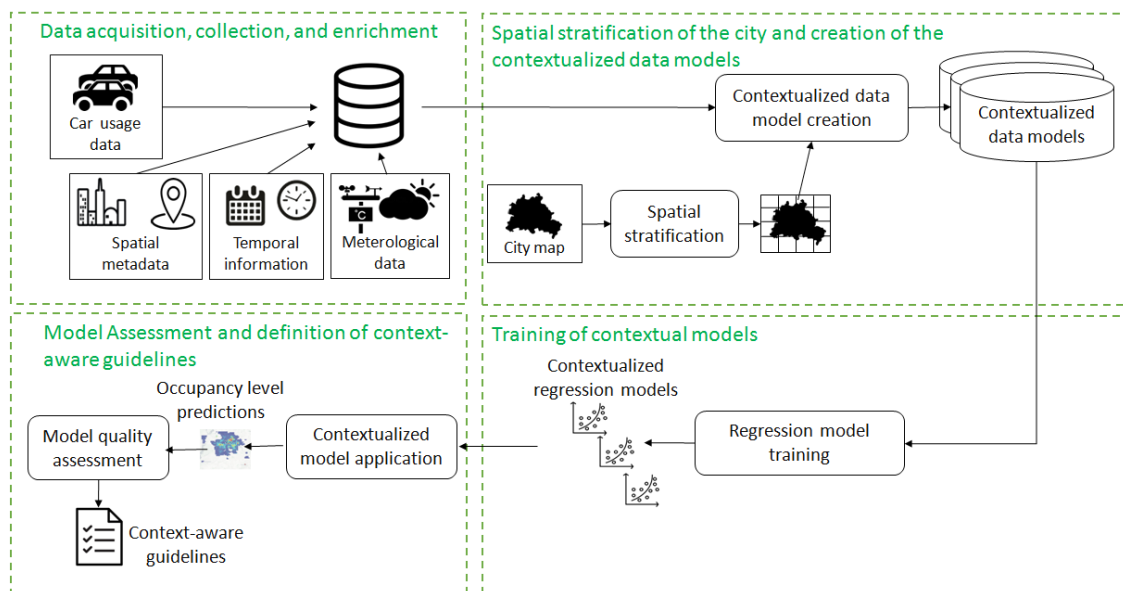 Data acquisition, collection, and enrichment
Car usage
data
Spatial
metadata
Temporal
information
°C
Meterological
data
Spatial stratification of the city and creation of the
contextualized data models
Contextualized data
model creation
Contextualized
data models
City map
Spatial
stratification
Model Assessment and definition of context-
aware guidelines
Occupancy level
predictions
Model quality
assessment
Contextualized
model application
Context-aware
guidelines
Training of contextual models
Contextualized
regression models
Regression model
training